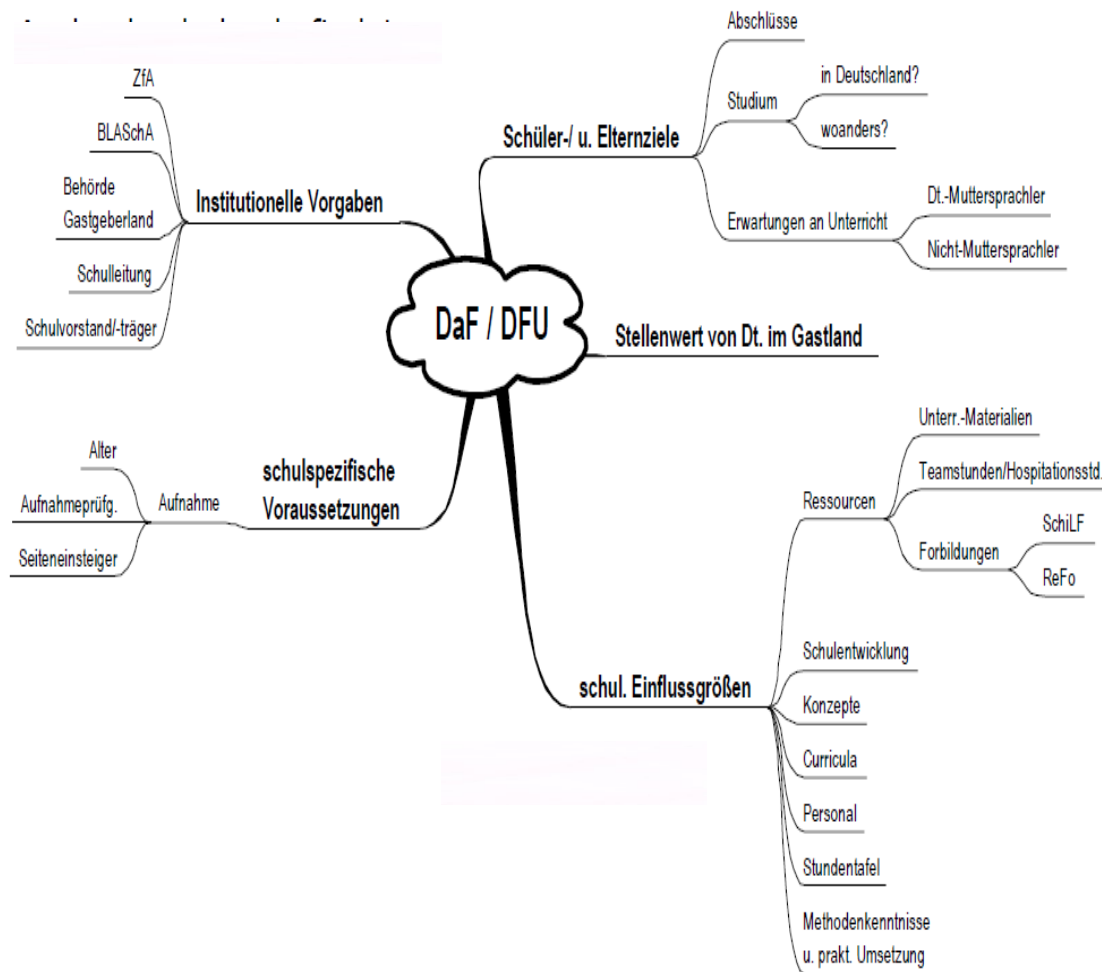 ZfA
BLASchA
Behörde
Gastgeberland
Schulleitung
Schulvorstand/-träger
Institutionelle Vorgaben
Abschlüsse
Studium
in Deutschland?
woanders?
Schüler-/ u. Elternziele
Erwartungen an Unterricht
Dt.-Muttersprachler
Nicht-Muttersprachler
DaF / DFU
Stellenwert von Dt. im Gastland
Alter
Aufnahmeprüfg.
Seiteneinsteiger
Aufnahme
schulspezifische
Voraussetzungen
Unterr.-Materialien
Teamstunden/Hospitationsstd.
Ressourcen
Forbildungen
SchiLF
ReFo
schul. Einflussgrößen
Schulentwicklung
Konzepte
Curricula
Personal
Stundentafel
Methodenkenntnisse
u. prakt. Umsetzung